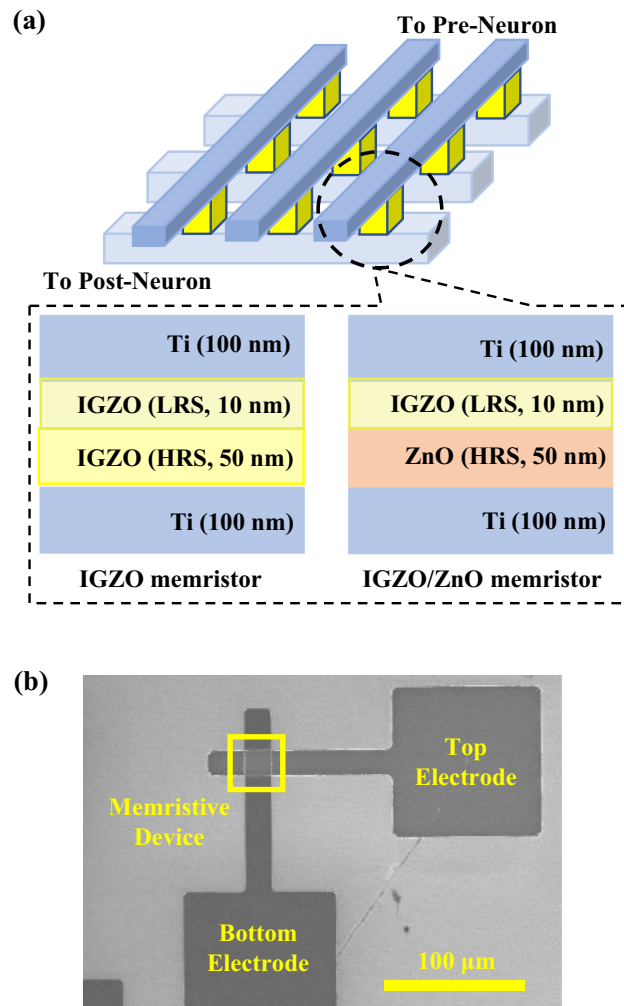 (a)
To Pre-Neuron
To Post-Neuron
Ti (100 nm)
IGZO (LRS, 10 nm)
IGZO (HRS, 50 nm)
Ti (100 nm)
IGZO memristor
Ti (100 nm)
IGZO (LRS, 10 nm)
ZnO (HRS, 50 nm)
Ti (100 nm)
IGZO/ZnO memristor
(b)
Top
Electrode
Memristive
Device
Bottom
Electrode
100 μm